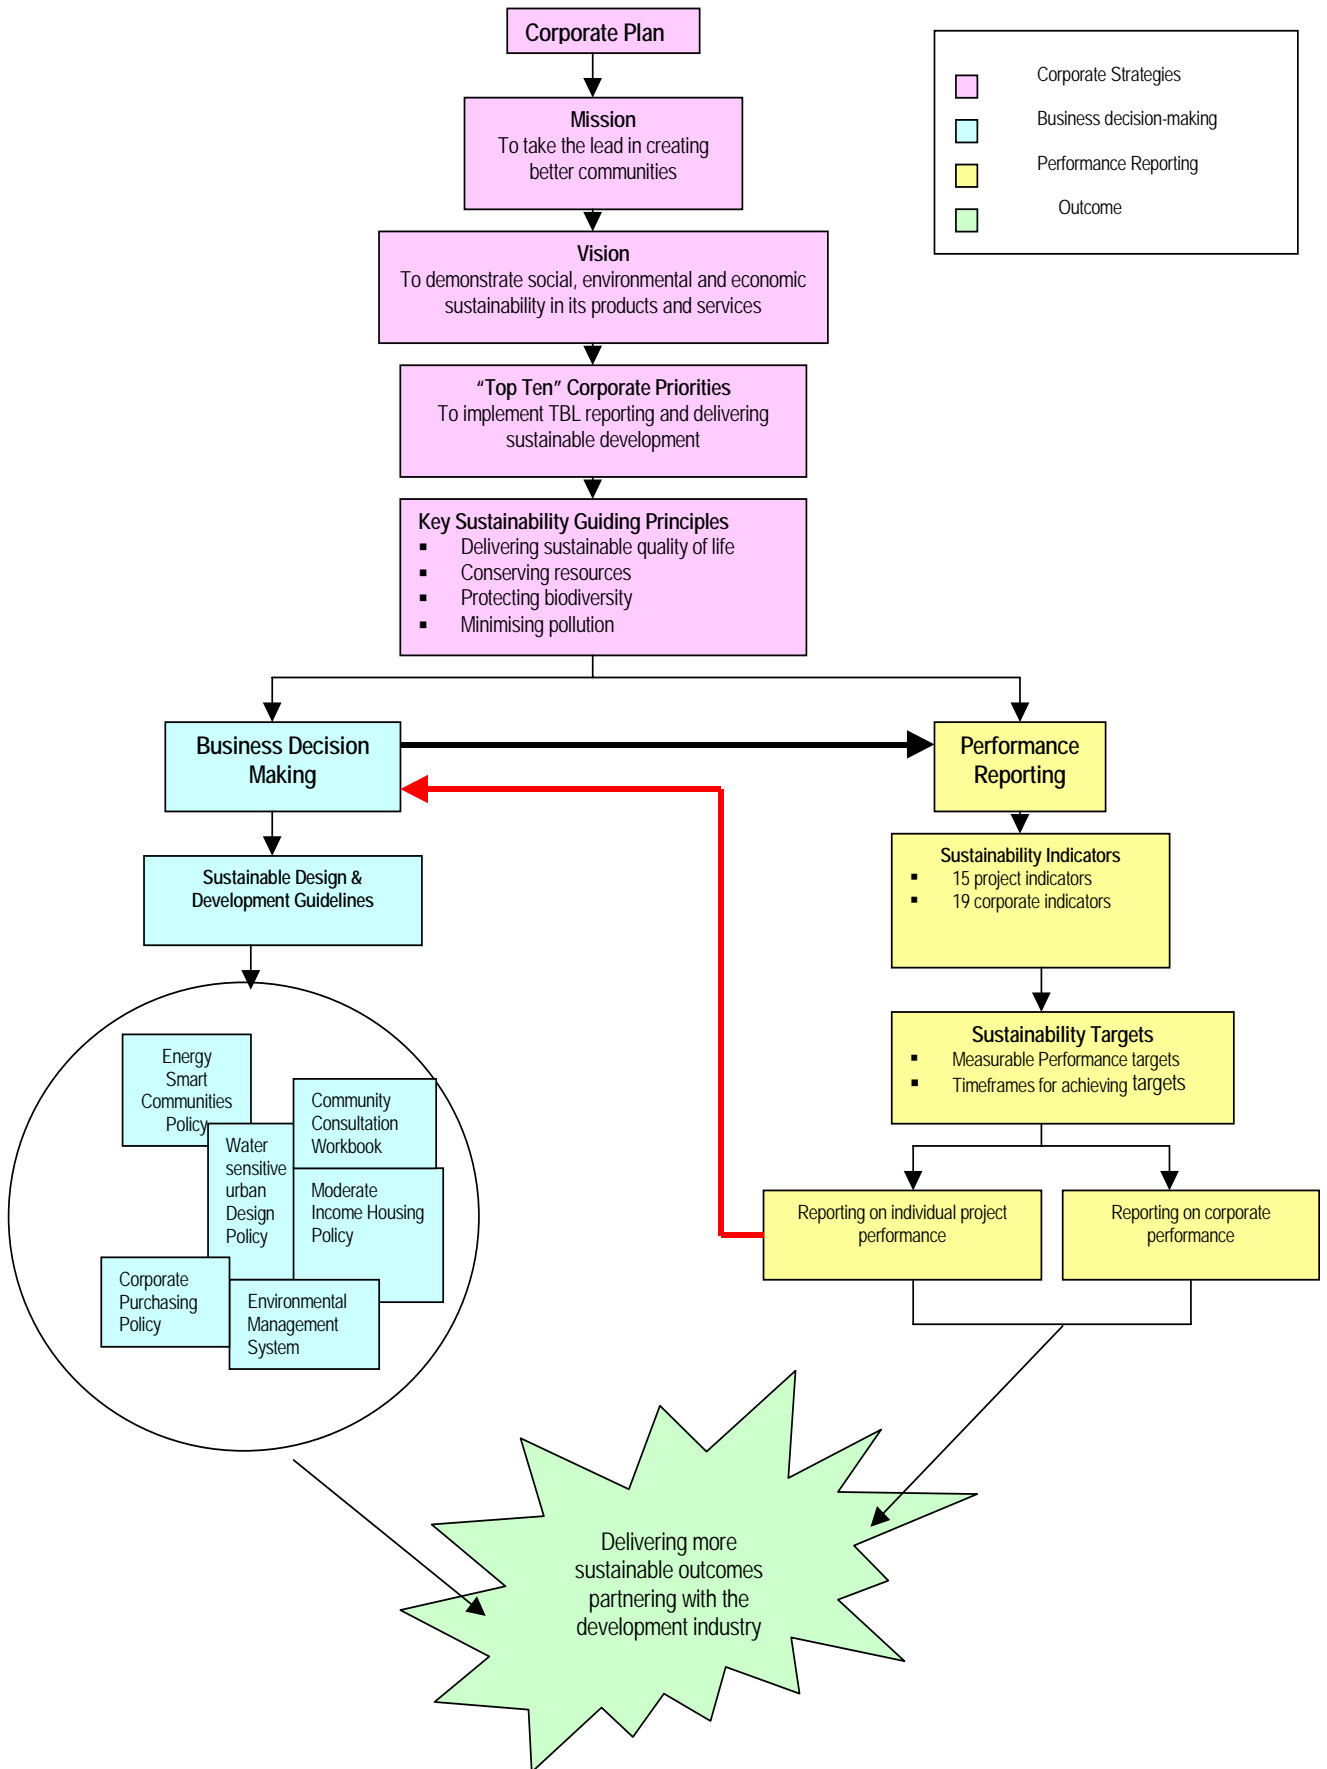 Corporate Plan
Corporate Strategies
Business decision-making
Performance Reporting
Outcome
Mission
To take the lead in creating
better communities
Vision
To demonstrate social, environmental and economic
sustainability in its products and services
“Top Ten” Corporate Priorities
To implement TBL reporting and delivering
sustainable development
Key Sustainability Guiding Principles
▪ Delivering sustainable quality of life
▪ Conserving resources
▪ Protecting biodiversity
▪ Minimising pollution
Business Decision
Making
Performance
Reporting
Sustainable Design &
Development Guidelines
Sustainability Indicators
▪ 15 project indicators
▪ 19 corporate indicators
Sustainability Targets
▪ Measurable Performance targets
▪ Timeframes for achieving targets
Energy
Smart
Communities
Policy
Community
Consultation
Workbook
Water
sensitive
urban
Design
Policy
Moderate
Income Housing
Policy
Corporate
Purchasing
Policy
Environmental
Management
System
Reporting on individual project
performance
Reporting on corporate
performance
Delivering more
sustainable outcomes
partnering with the
development industry